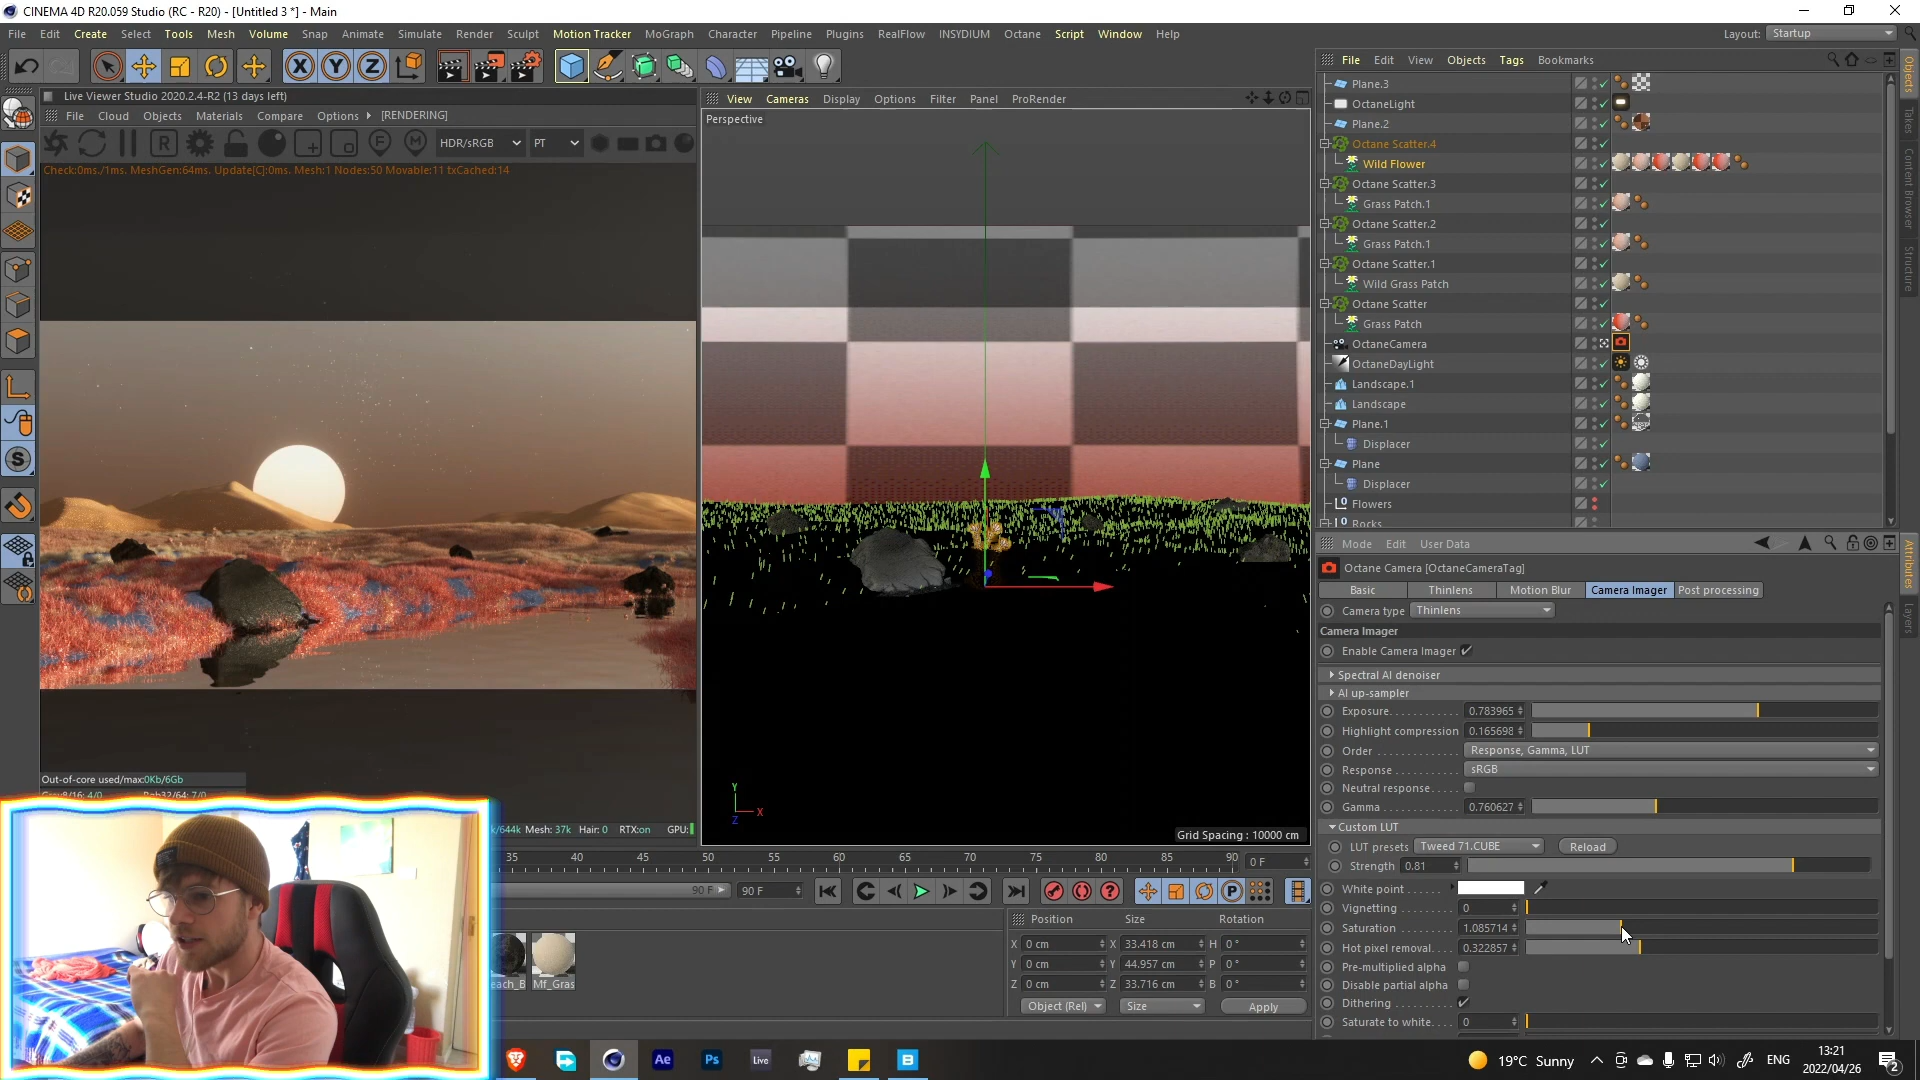 CINEMA 4D R20.059 Studio (RC - R20) - [Untitled 3 *] - Main
File Edit Create Select Tools Mesh Volume Snap Animate Simulate Render Sculpt Motion Tracker MoGraph Character Pipeline Plugins RealFlow INSYDIUM Octane Script Window Help
Layout: Startup
Live Viewer Studio 2020.2.4-R2 (13 days left)
File Cloud Objects Materials Compare Options [RENDERING]
HDR/sRGB PT
Check:0ms./1ms. MeshGen:64ms. Update[C]:0ms. Mesh:1 Nodes:50 Movable:11 txCached:14
Out-of-core used/max:0Kb/6Gb
k/644k Mesh: 37k Hair: 0 RTX:on GPU:
View Cameras Display Options Filter Panel ProRender
Perspective
Y
X
Z
Grid Spacing : 10000 cm
35 40 45 50 55 60 65 70 75 80 85 90 0 F
90 F 90 F
Position Size Rotation
X 0 cm X 33.418 cm H 0 °
Y 0 cm Y 44.957 cm P 0 °
Z 0 cm Z 33.716 cm B 0 °
Object (Rel) Size Apply
each_B Mf_Gras
File Edit View Objects Tags Bookmarks
Plane.3
OctaneLight
Plane.2
Octane Scatter.4
Wild Flower
Octane Scatter.3
Grass Patch.1
Octane Scatter.2
Grass Patch.1
Octane Scatter.1
Wild Grass Patch
Octane Scatter
Grass Patch
OctaneCamera
OctaneDayLight
Landscape.1
Landscape
Plane.1
Displacer
Plane
Displacer
Flowers
Rocks
Objects
Takes
Content Browser
Structure
Mode Edit User Data
Octane Camera [OctaneCameraTag]
Basic Thinlens Motion Blur Camera Imager Post processing
Camera type Thinlens
Camera Imager
Enable Camera Imager
Spectral AI denoiser
AI up-sampler
Exposure 0.783965
Highlight compression 0.165698
Order Response, Gamma, LUT
Response sRGB
Neutral response
Gamma 0.760627
Custom LUT
LUT presets Tweed 71.CUBE Reload
Strength 0.81
White point
Vignetting 0
Saturation 1.085714
Hot pixel removal 0.322857
Pre-multiplied alpha
Disable partial alpha
Dithering
Saturate to white 0
Attributes
Layers
Ae Ps Live B
19°C Sunny ENG 13:21
2022/04/26
2